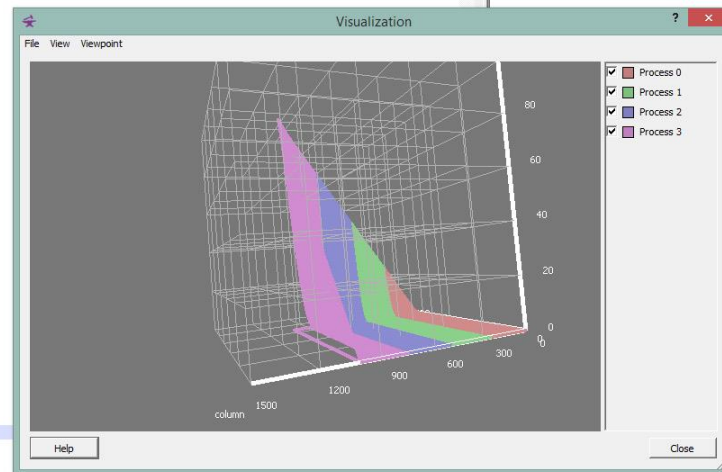 Visualization
? ×
File View Viewpoint
Process 0
Process 1
Process 2
Process 3
80
60
40
20
0
0
0
300
600
900
1200
1500
column
Help
Close